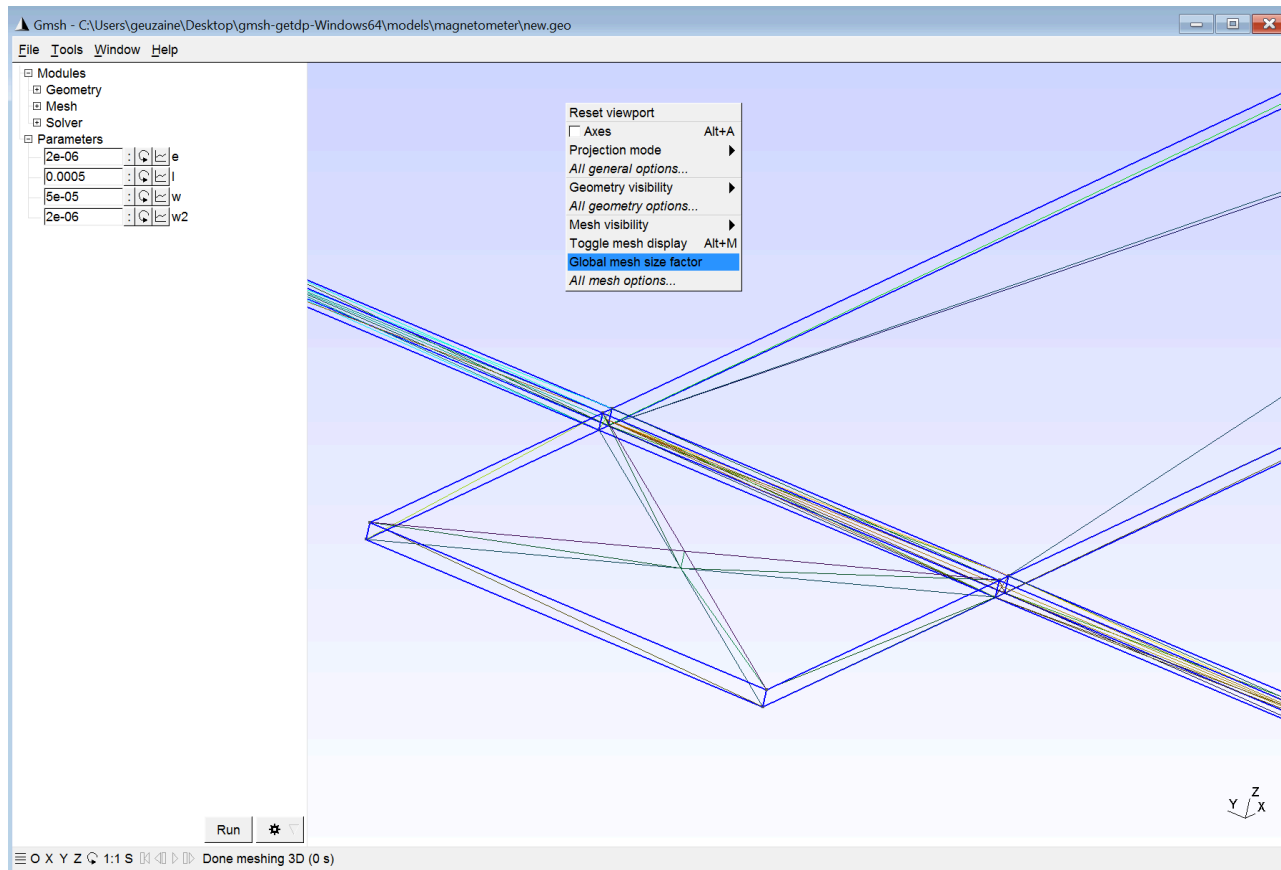 Gmsh - C:\Users\geuzaine\Desktop\gmsh-getdp-Windows64\models\magnetometer\new.geo
File Tools Window Help
Modules
Geometry
Mesh
Solver
Parameters
2e-06 : e
0.0005 : l
5e-05 : w
2e-06 : w2
Reset viewport
Axes Alt+A
Projection mode
All general options...
Geometry visibility
All geometry options...
Mesh visibility
Toggle mesh display Alt+M
Global mesh size factor
All mesh options...
Z
Y X
Run
O X Y Z 1:1 S Done meshing 3D (0 s)